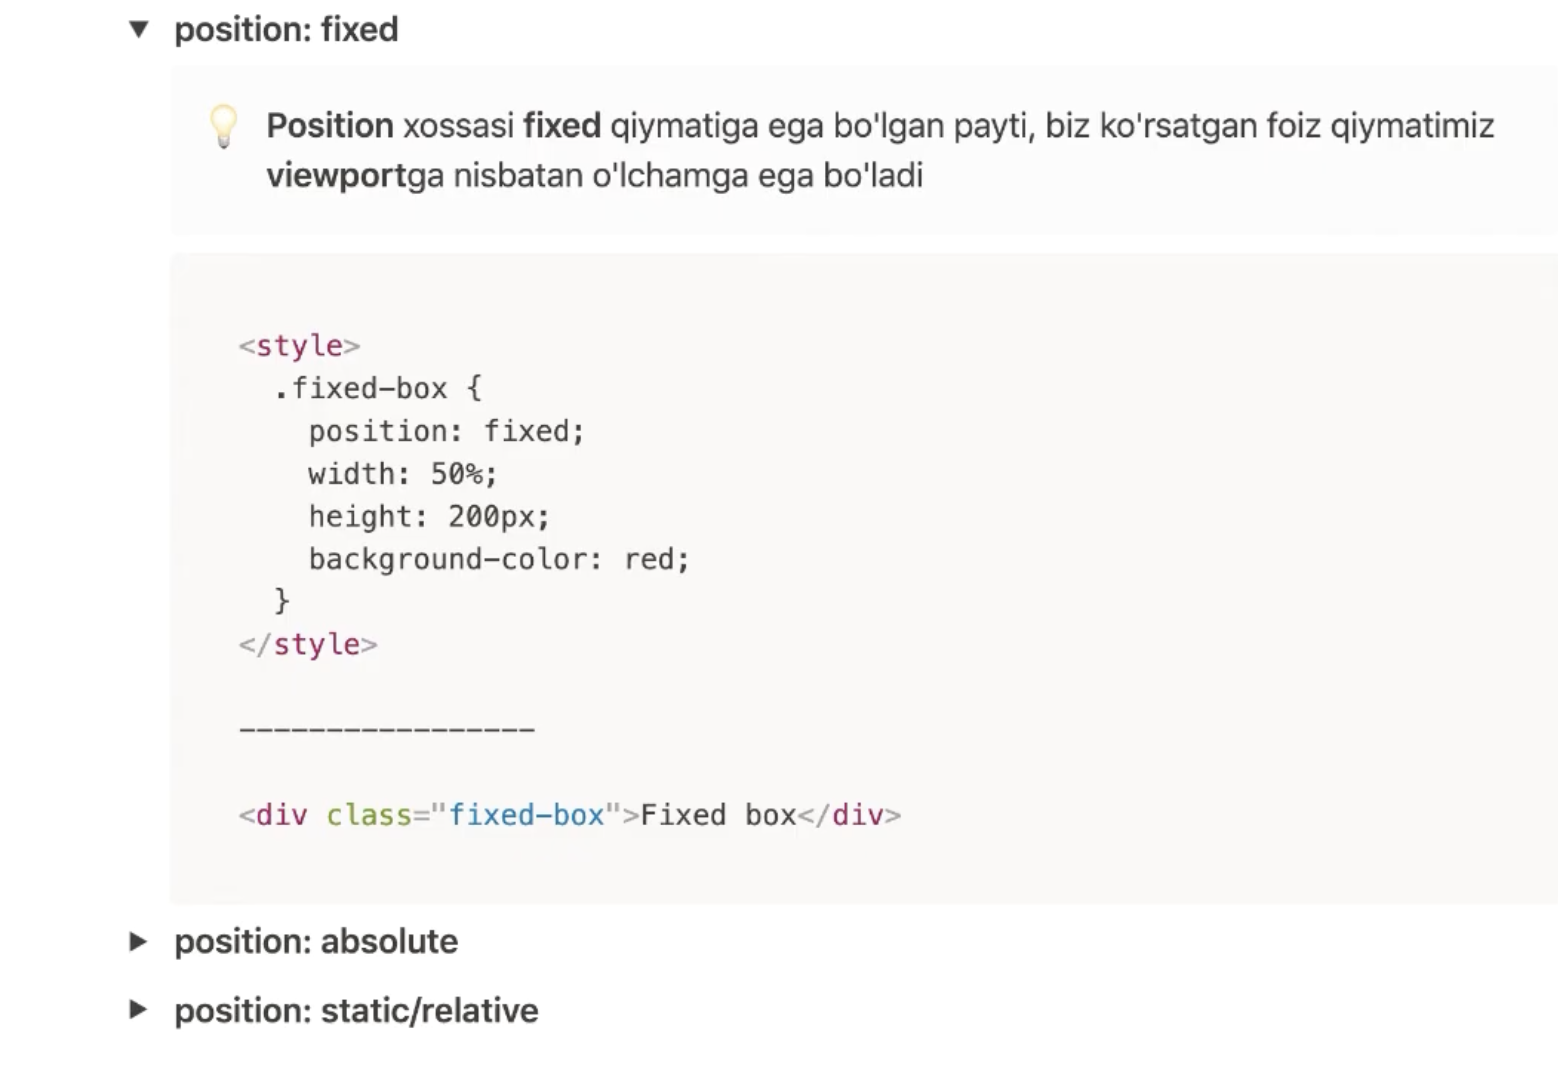 position: fixed
Position xossasi fixed qiymatiga ega bo'lgan payti, biz ko'rsatgan foiz qiymatimiz
viewportga nisbatan o'lchamga ega bo'ladi
<style>
  .fixed-box {
    position: fixed;
    width: 50%;
    height: 200px;
    background-color: red;
  }
</style>
-----------------
<div class="fixed-box">Fixed box</div>
position: absolute
position: static/relative